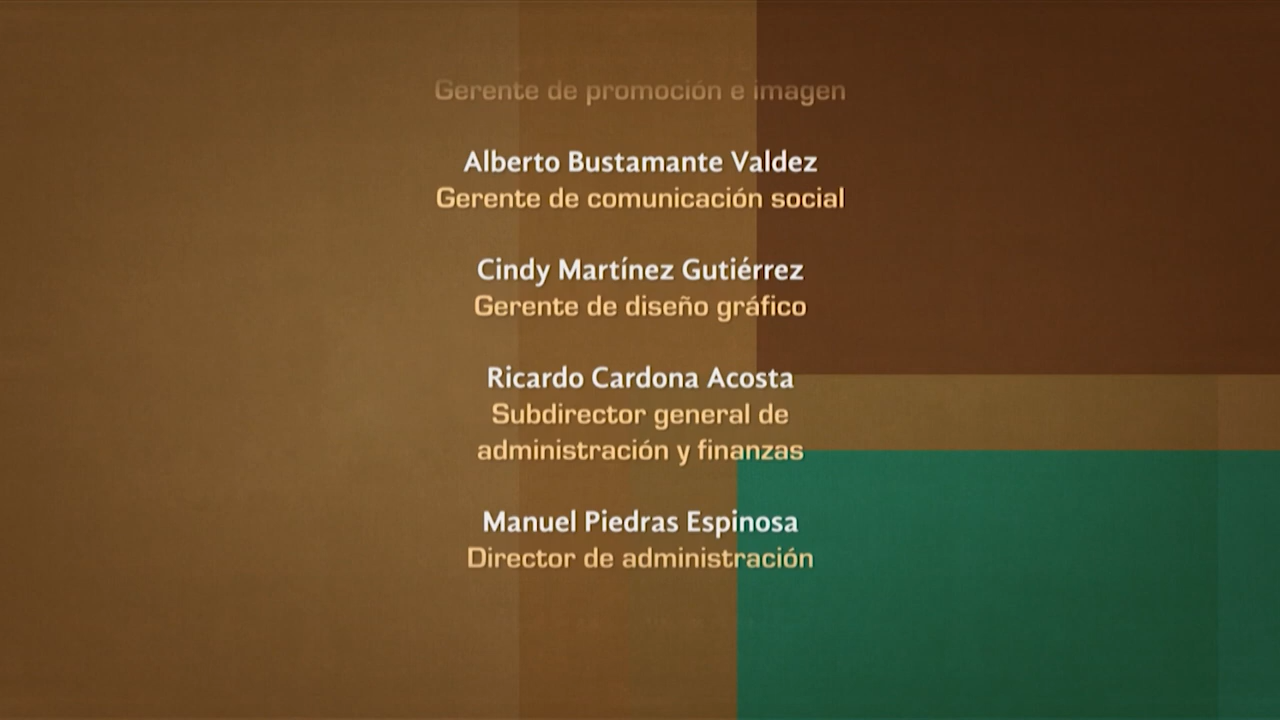 Gerente de promoción e imagen
Alberto Bustamante Valdez
Gerente de comunicación social
Cindy Martínez Gutiérrez
Gerente de diseño gráfico
Ricardo Cardona Acosta
Subdirector general de
administración y finanzas
Manuel Piedras Espinosa
Director de administración